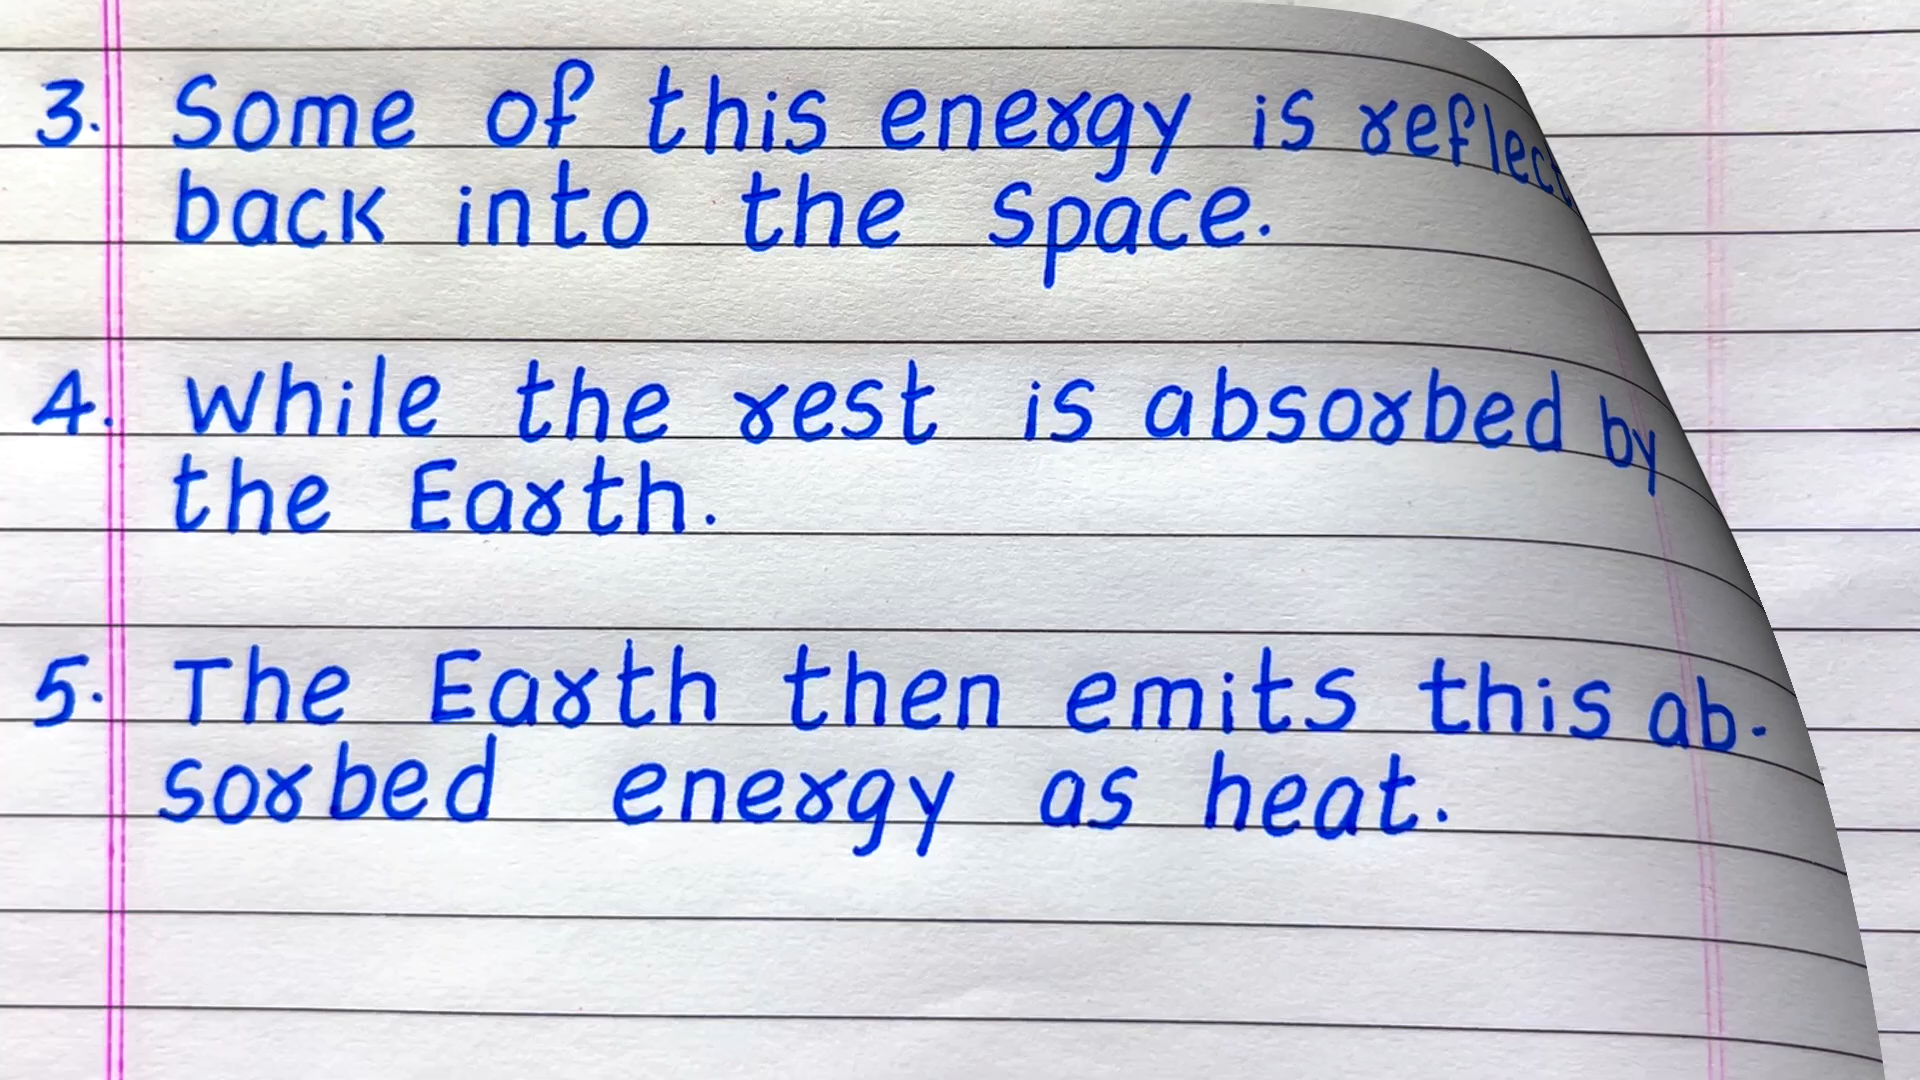 3. Some of this energy is
back into the space.
4. While the rest is absorbed by
the Earth.
5. The Earth then emits this ab-
sorbed energy as heat.